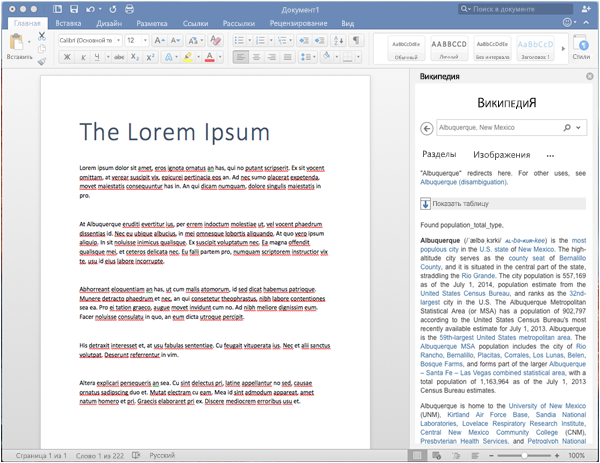 Документ1
Поиск в документе
Главная Вставка Дизайн Разметка Ссылки Рассылки Рецензирование Вид
Calibri (Основной те 12
Вставить
AaBbCcDdEe AABBCCD AaBbCcDdEe AaBbCcDdE
Обычный Личный Без интервала Заголовок 1 Стили
Википедия
The Lorem Ipsum
Lorem ipsum dolor sit amet, eros ignota ornatus an has, qui no putant scripserit. Ex sit vocent
omittam, at verear suscipit vix, epicurei pertinacia eos an. Ad nec sumo placerat expetenda,
movet maiestatis consequuntur has in. An qui dicam numquam, dolore singulis maiestatis in
pro.
At Albuquerque eruditi evertitur ius, per errem indoctum molestiae ut, vel vocent phaedrum
dissentias id. Nec eu ubique albucius, in mei omnesque lobortis aliquando. At quo vero ipsum
aliquip. In sit noluisse inimicus qualisque. Ex suscipit voluptatum nec. Ea magna offendit
qualisque mei, et ceteros delicata nec. Eu falli partem pro, numquam scriptorem instructior vix
te, usu id eius labore incorrupte.
Abhorreant eloquentiam an has, ut cum malis atomorum, id sed dicat habemus patrioque.
Munere detracto phaedrum et nec, an qui consetetur theophrastus, nibh labore contentiones
sea ea. Pro ei tation graeco, augue movet invidunt cum no. Ad nibh meliore dignissim eum.
Facer noluisse consulatu in quo, an eum dicta utroque percipit.
His detraxit interesset et, at usu fabulas sententiae. Cu feugait vituperata ius. Nec et alii sanctus
volutpat. Deserunt referrentur in vim.
Altera explicari persequeris an sea. Cu sint delectus pri, latine appellantur no sed, causae
ornatus sadipscing duo et. Mutat electram cu eam. Mea id sint admodum appareat, amet
natum homero et pri. Graecis elaboraret pri ex. Discere mediocrem erroribus usu et.
ВИКИПЕДИЯ
Albuquerque, New Mexico
Разделы Изображения ...
"Albuquerque" redirects here. For other uses, see
Albuquerque (disambiguation).
Показать таблицу
Found population_total_type,
Albuquerque (/ˈælbəkɜrki/ AL-bə-kur-kee) is the most
populous city in the U.S. state of New Mexico. The high-
altitude city serves as the county seat of Bernalillo
County, and it is situated in the central part of the state,
straddling the Rio Grande. The city population is 557,169
as of the July 1, 2014, population estimate from the
United States Census Bureau, and ranks as the 32nd-
largest city in the U.S. The Albuquerque Metropolitan
Statistical Area (or MSA) has a population of 902,797
according to the United States Census Bureau's most
recently available estimate for July 1, 2013. Albuquerque
is the 59th-largest United States metropolitan area. The
Albuquerque MSA population includes the city of Rio
Rancho, Bernalillo, Placitas, Corrales, Los Lunas, Belen,
Bosque Farms, and forms part of the larger Albuquerque
– Santa Fe – Las Vegas combined statistical area, with a
total population of 1,163,964 as of the July 1, 2013
Census Bureau estimates.
Albuquerque is home to the University of New Mexico
(UNM), Kirtland Air Force Base, Sandia National
Laboratories, Lovelace Respiratory Research Institute,
Central New Mexico Community College (CNM),
Presbyterian Health Services, and Petroglyph National
Страница 1 из 1 Слово 1 из 222 Русский 100%